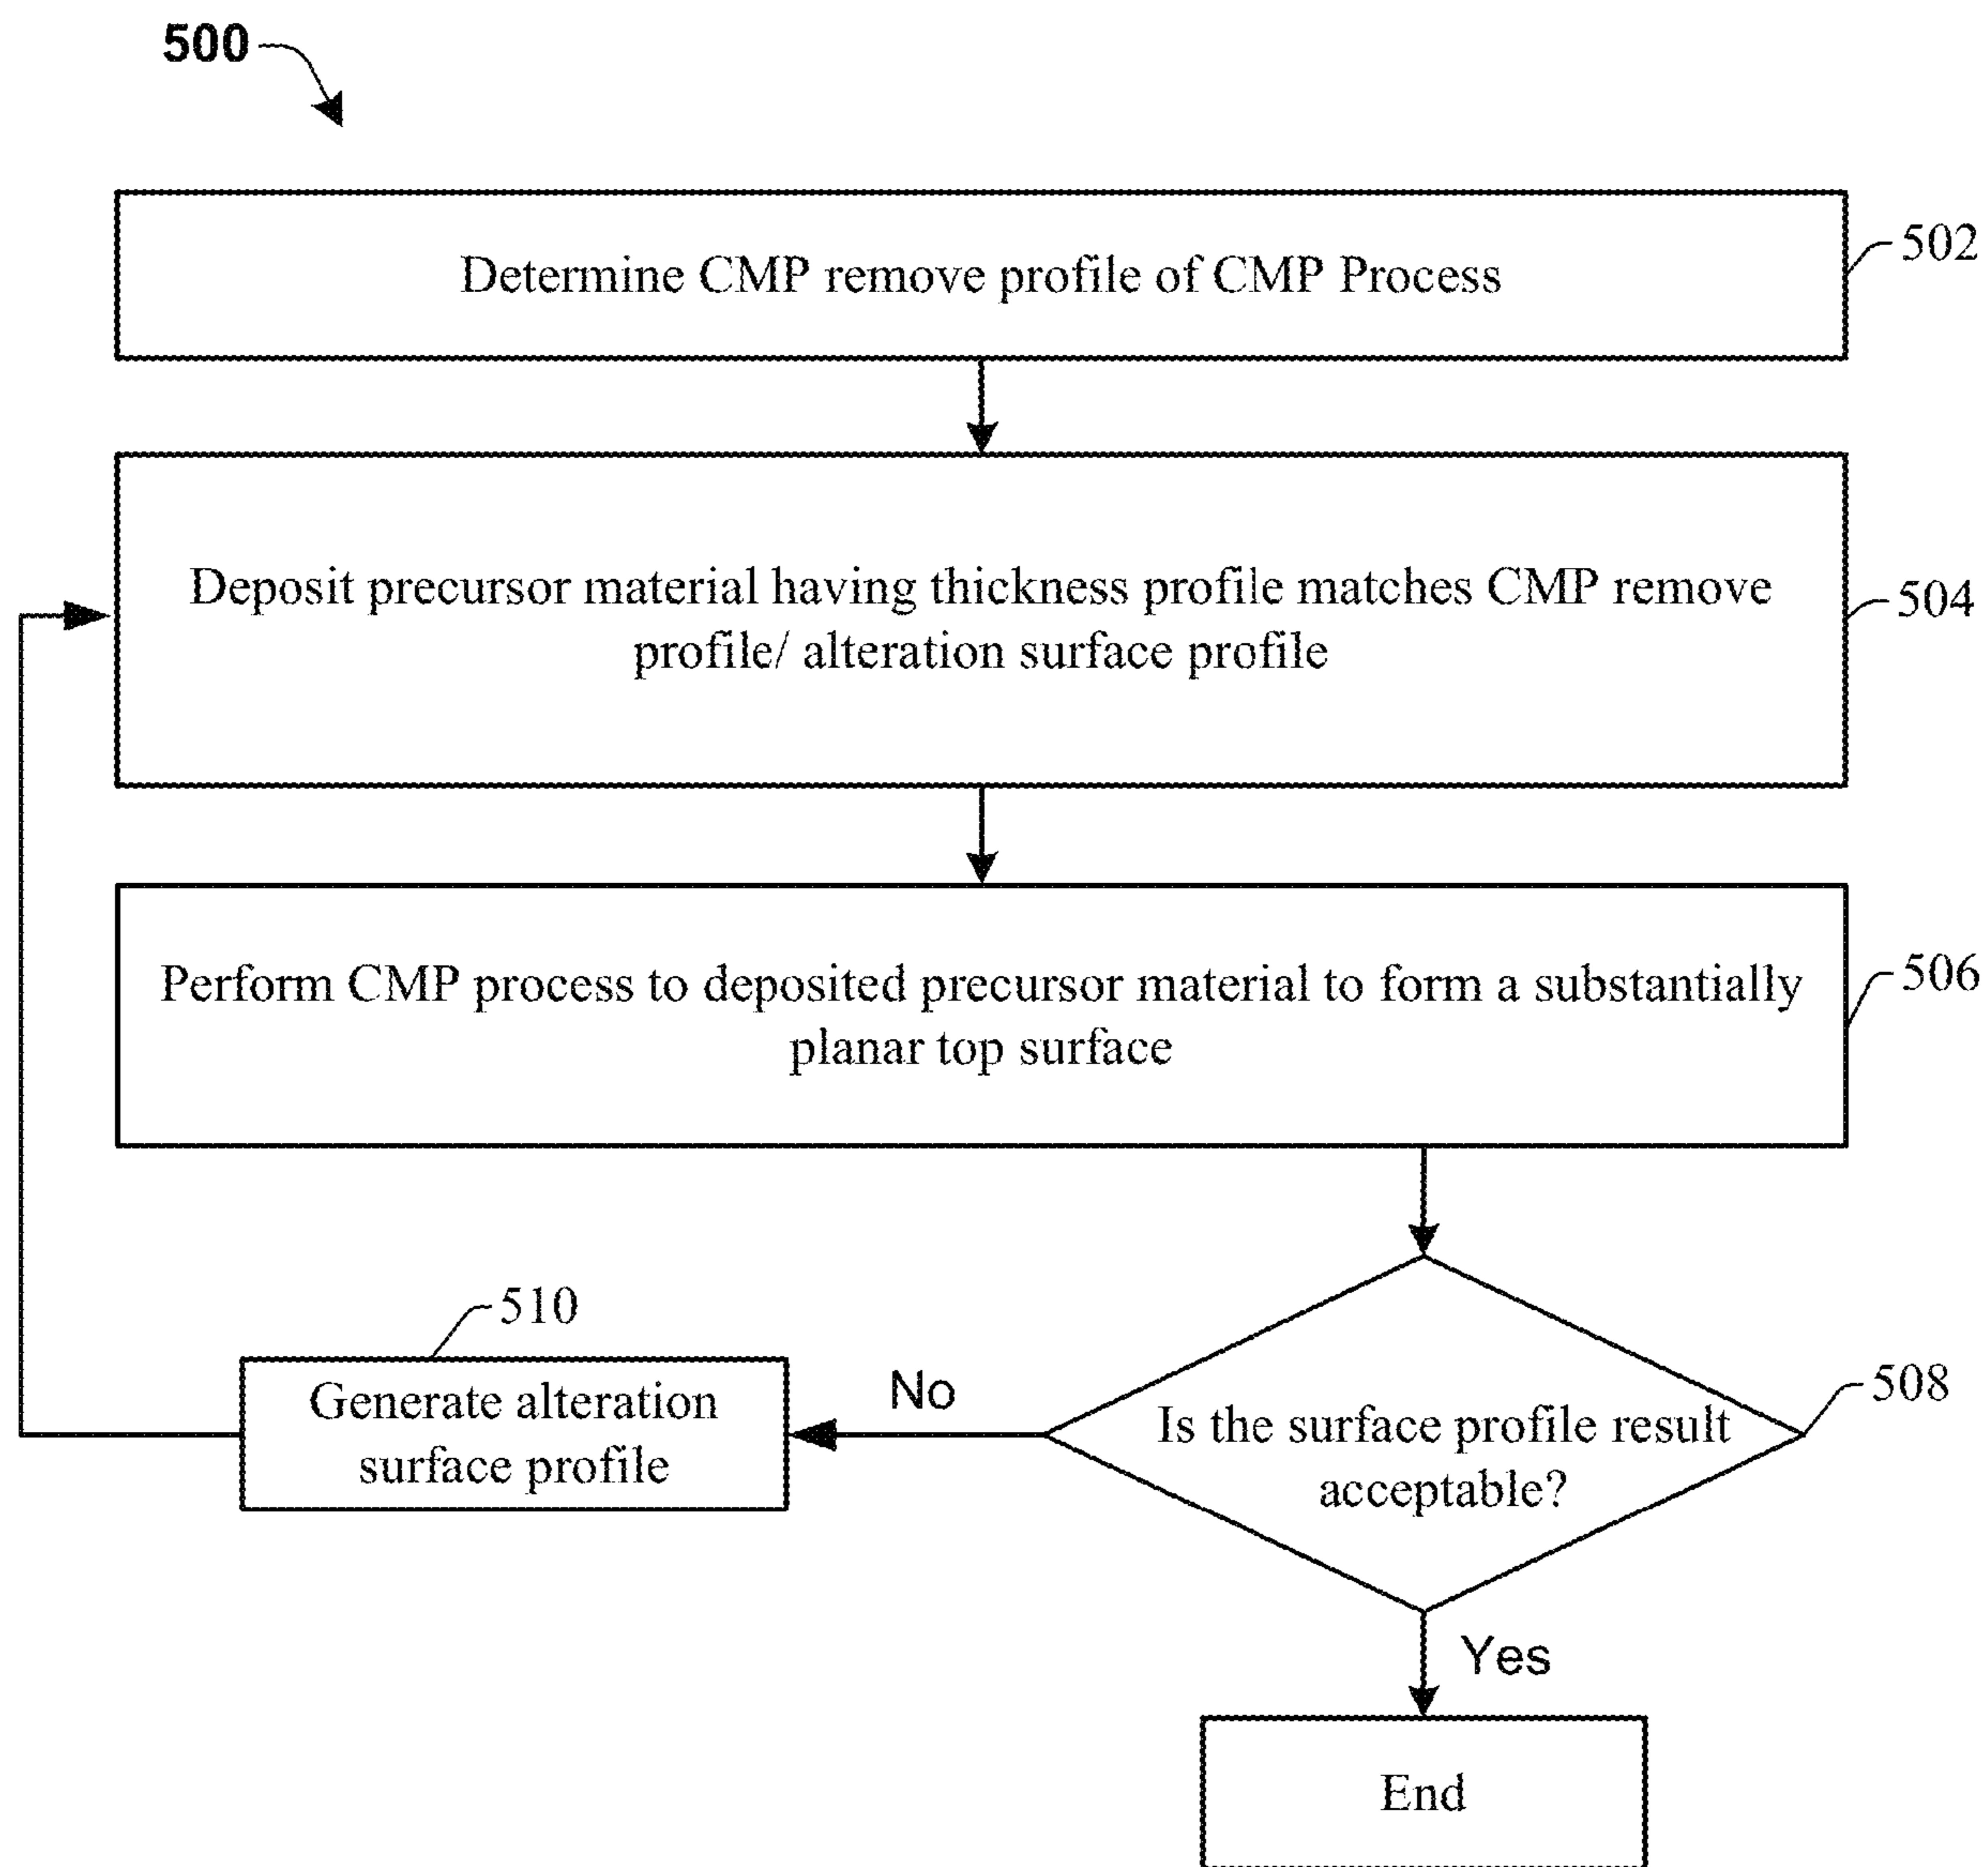 500
Determine CMP remove profile of CMP Process
502
Deposit precursor material having thickness profile matches CMP remove
profile/ alteration surface profile
504
Perform CMP process to deposited precursor material to form a substantially
planar top surface
506
510
Generate alteration
surface profile
No
Is the surface profile result
acceptable?
508
Yes
End